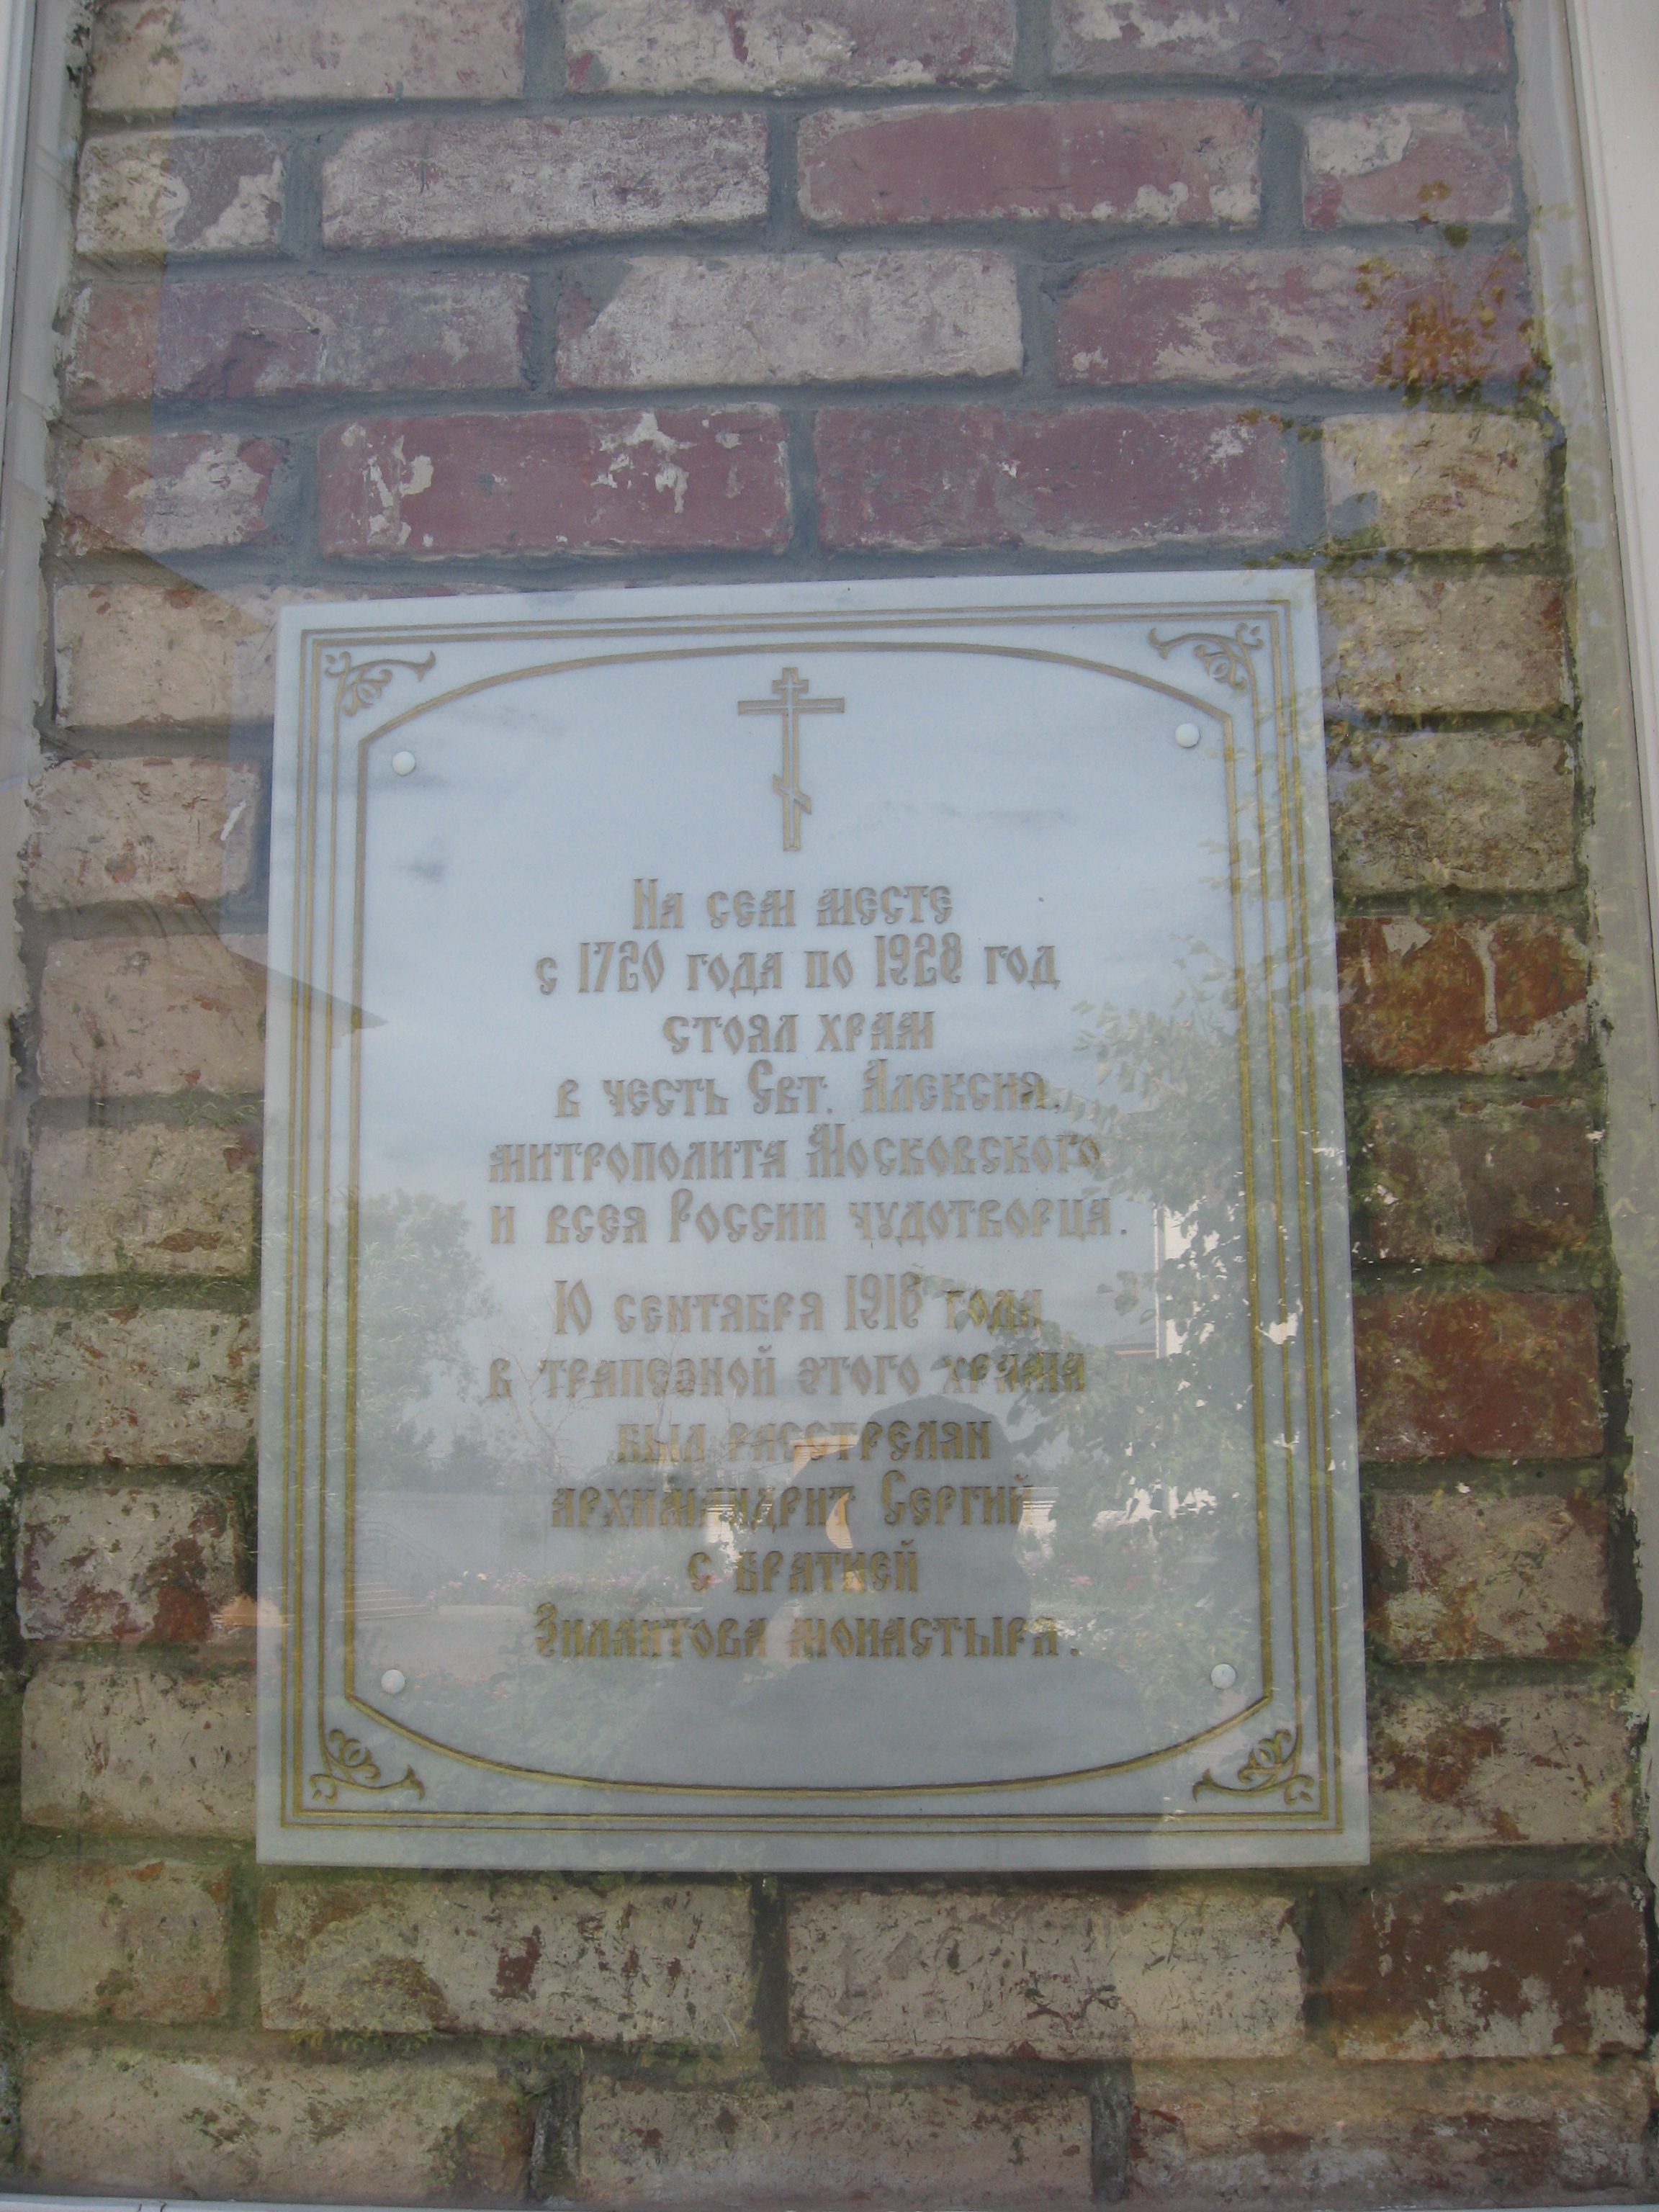 На сем месте
с 1720 года по 1928 год
стоял храм
в честь Свт. Алексия,
митрополита Московского
и всея России чудотворца.
10 сентября 1918 года
в трапезной этого храма
был расстрелян
архимандрит Сергий
с братией
Зилантова монастыря.